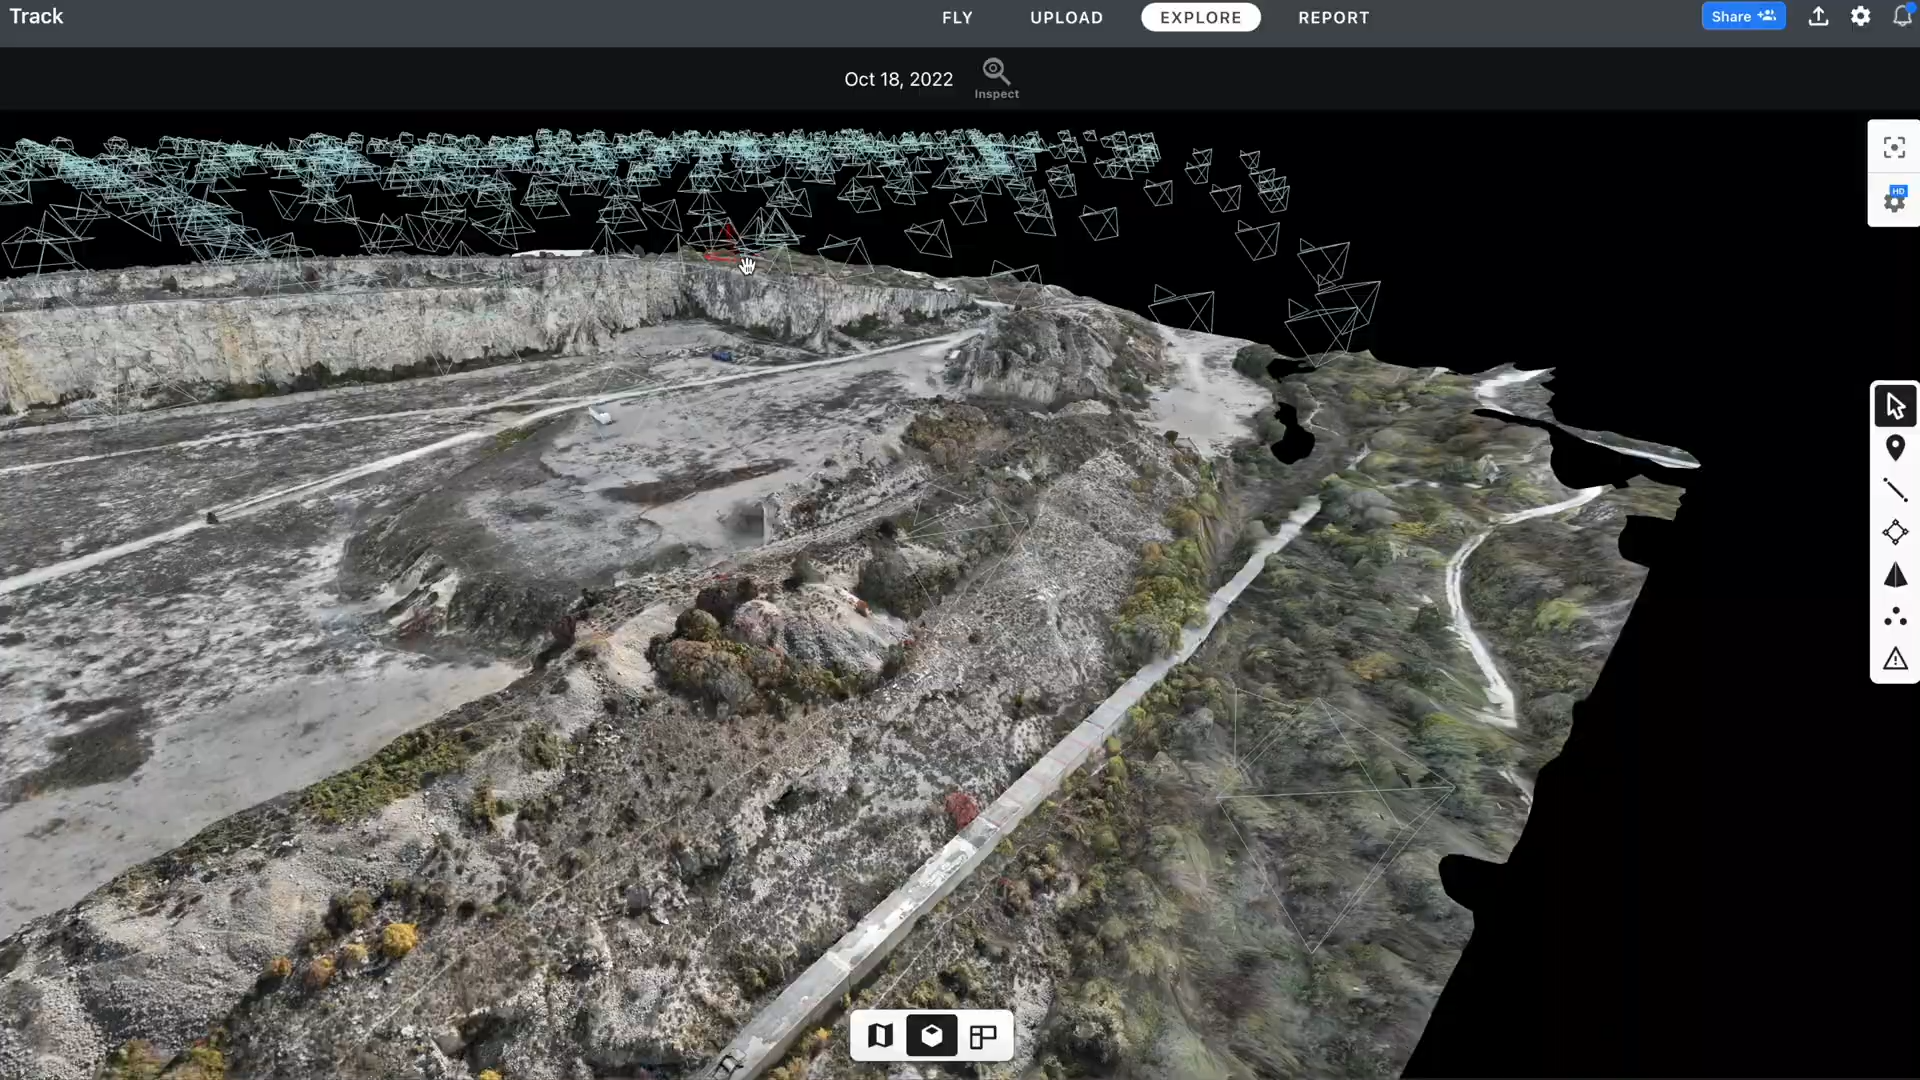 Track
FLY
UPLOAD
EXPLORE
REPORT
Share
Oct 18, 2022
Inspect
HD